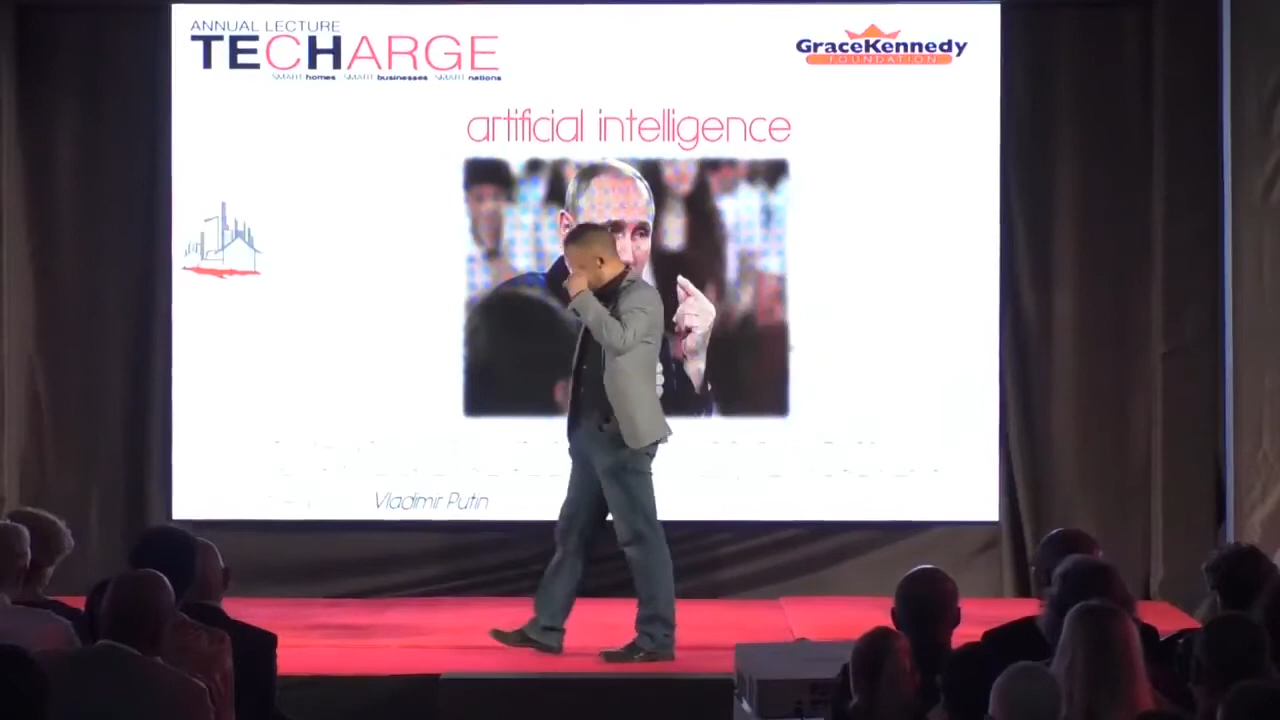 ANNUAL LECTURE
TECHARGE
SMART homes SMART businesses SMART nations
GraceKennedy
FOUNDATION
artificial intelligence
Vladimir Putin